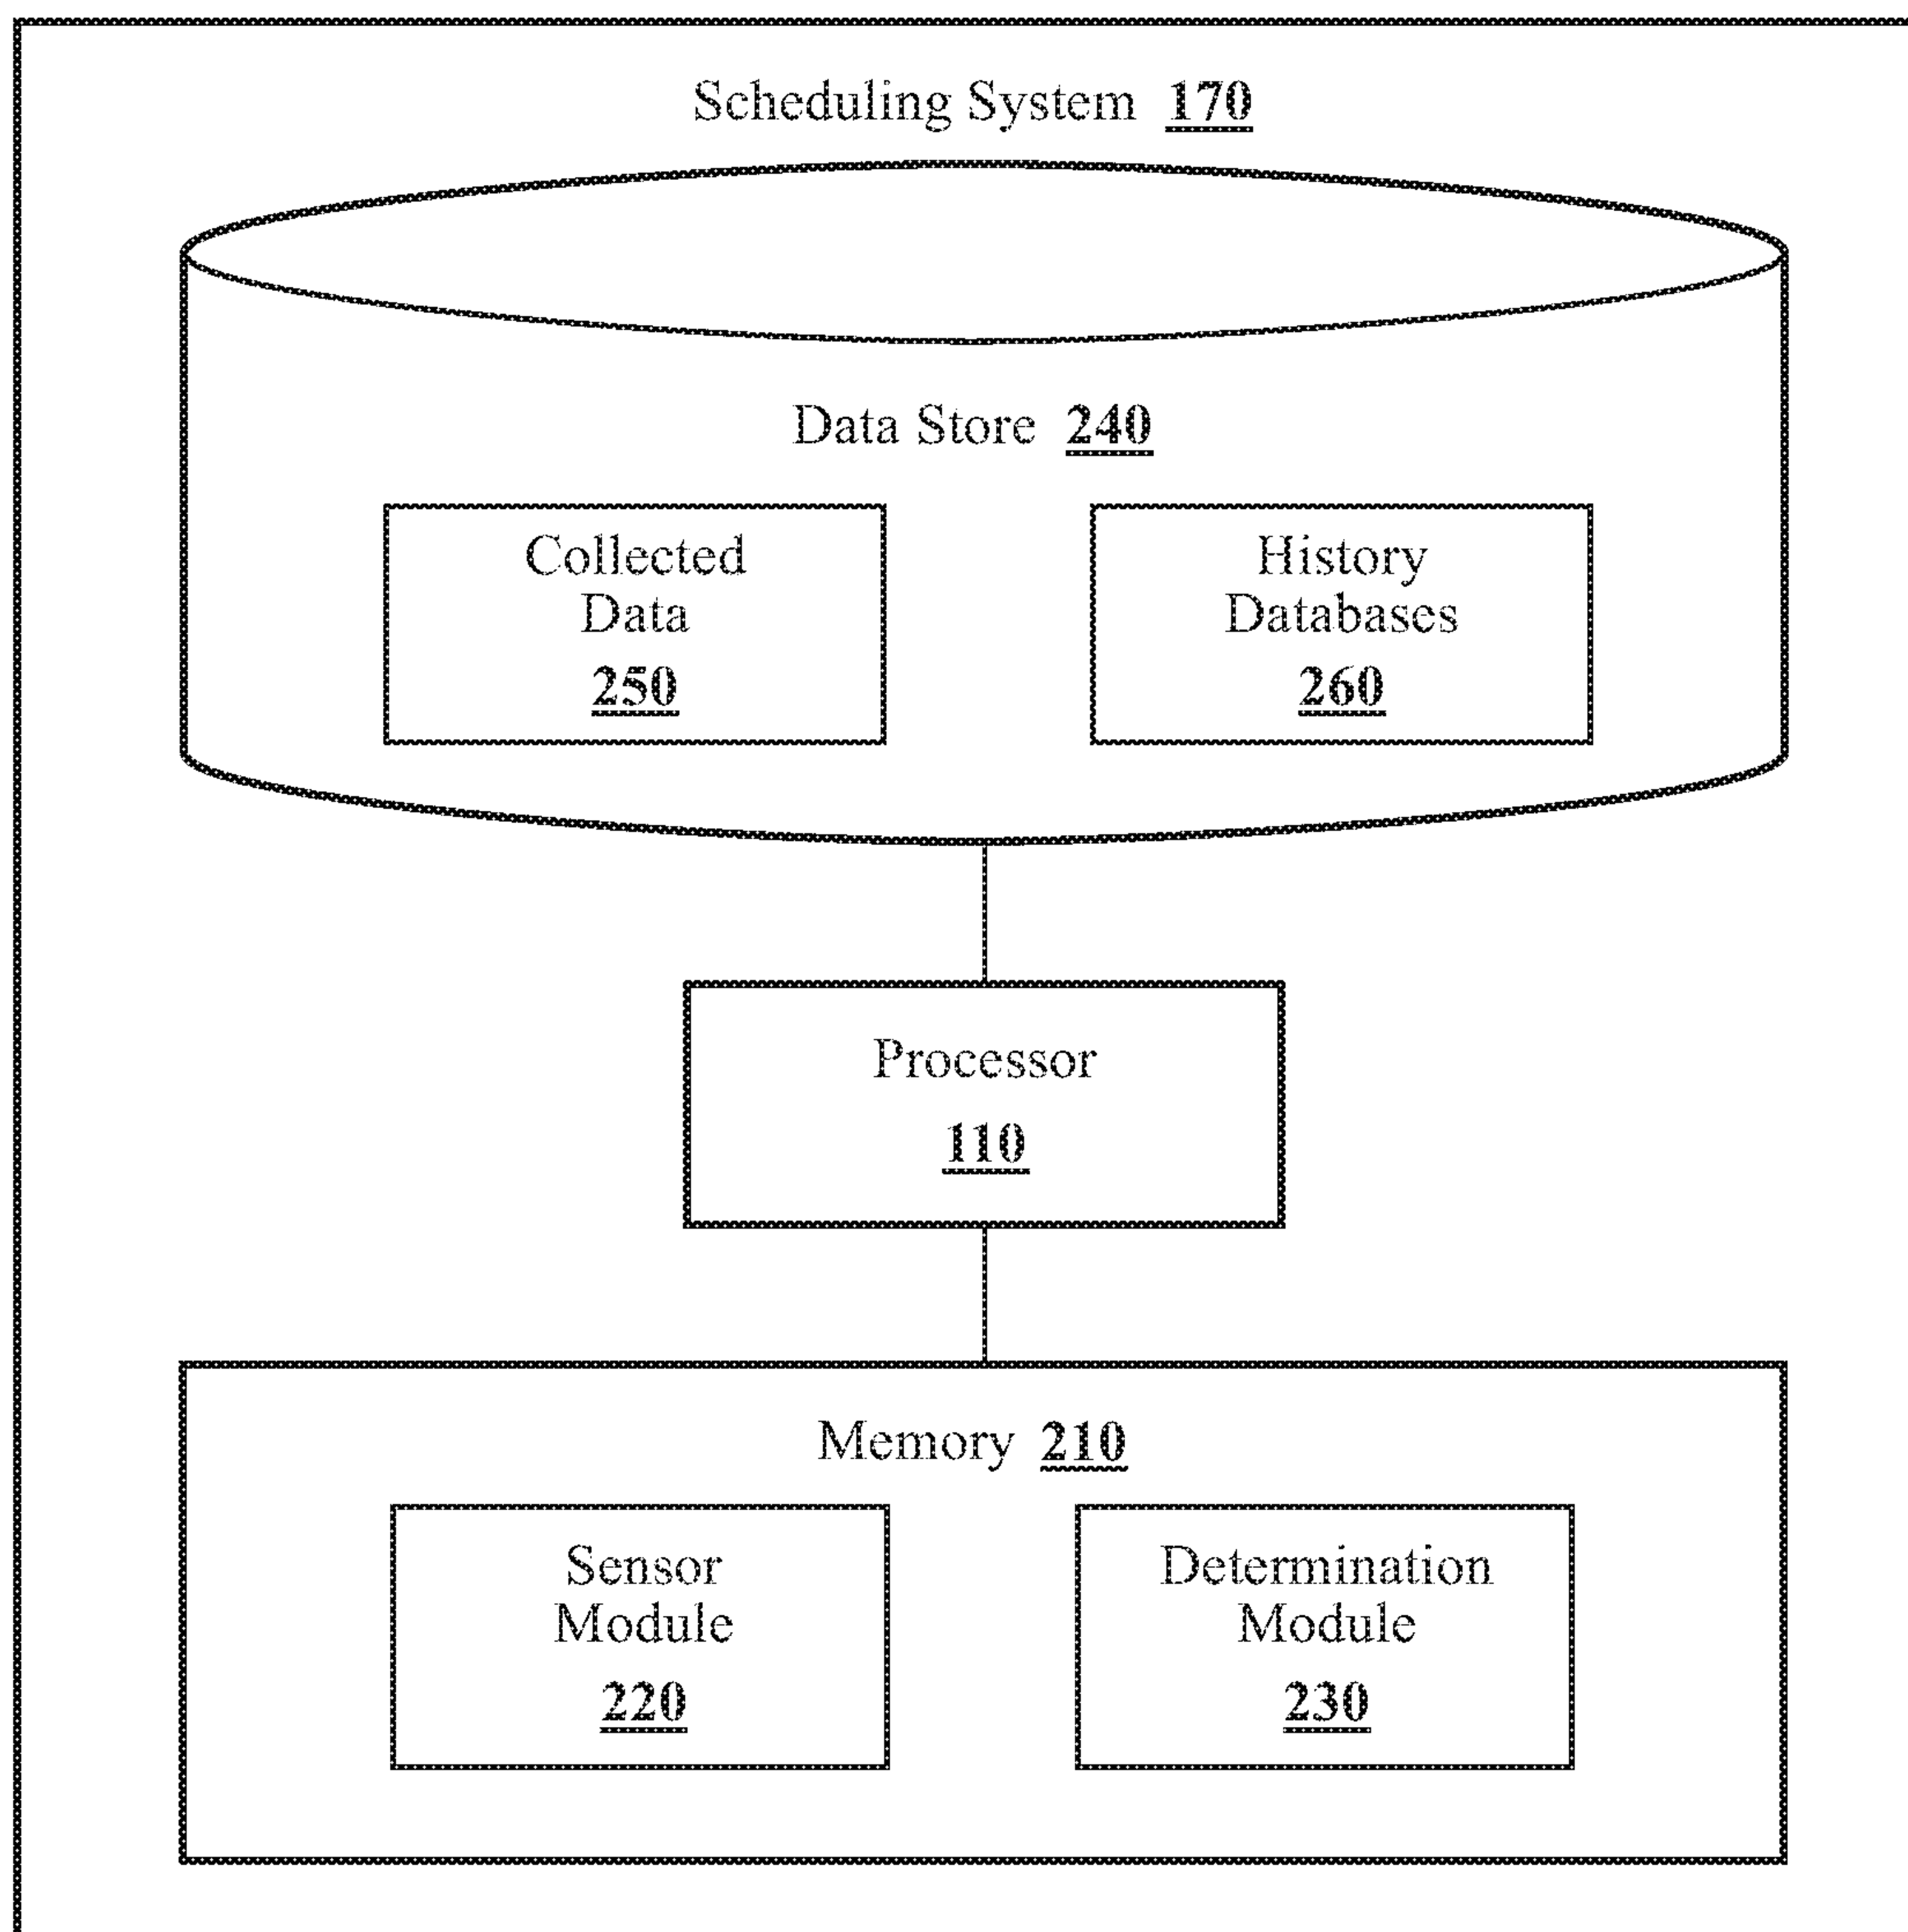 Scheduling System 170
Data Store 240
Collected
Data
250
History
Databases
260
Processor
110
Memory 210
Sensor
Module
220
Determination
Module
230